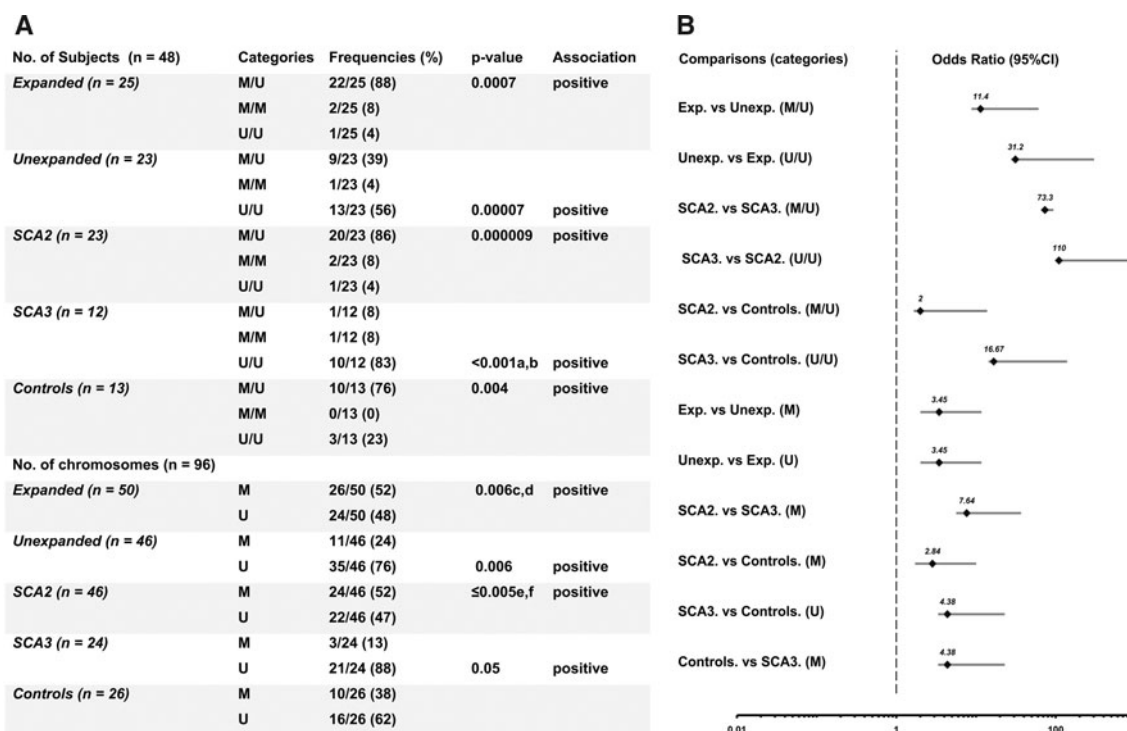 A
No. of Subjects (n = 48) Categories Frequencies (%) p-value Association
Expanded (n = 25) M/U 22/25 (88) 0.0007 positive
M/M 2/25 (8)
U/U 1/25 (4)
Unexpanded (n = 23) M/U 9/23 (39)
M/M 1/23 (4)
U/U 13/23 (56) 0.00007 positive
SCA2 (n = 23) M/U 20/23 (86) 0.000009 positive
M/M 2/23 (8)
U/U 1/23 (4)
SCA3 (n = 12) M/U 1/12 (8)
M/M 1/12 (8)
U/U 10/12 (83) <0.001a,b positive
Controls (n = 13) M/U 10/13 (76) 0.004 positive
M/M 0/13 (0)
U/U 3/13 (23)
No. of chromosomes (n = 96)
Expanded (n = 50) M 26/50 (52) 0.006c,d positive
U 24/50 (48)
Unexpanded (n = 46) M 11/46 (24)
U 35/46 (76) 0.006 positive
SCA2 (n = 46) M 24/46 (52) ≤0.005e,f positive
U 22/46 (47)
SCA3 (n = 24) M 3/24 (13)
U 21/24 (88) 0.05 positive
Controls (n = 26) M 10/26 (38)
U 16/26 (62)
B
Comparisons (categories) Odds Ratio (95%CI)
Exp. vs Unexp. (M/U) 11.4
Unexp. vs Exp. (U/U) 31.2
SCA2. vs SCA3. (M/U) 73.3
SCA3. vs SCA2. (U/U) 110
SCA2 vs Controls. (M/U) 2
SCA3. vs Controls. (U/U) 16.67
Exp. vs Unexp. (M) 3.45
Unexp. vs Exp. (U) 3.45
SCA2. vs SCA3. (M) 7.64
SCA2. vs Controls. (M) 2.84
SCA3. vs Controls. (U) 4.38
Controls. vs SCA3. (M) 4.38
0.01 1 100